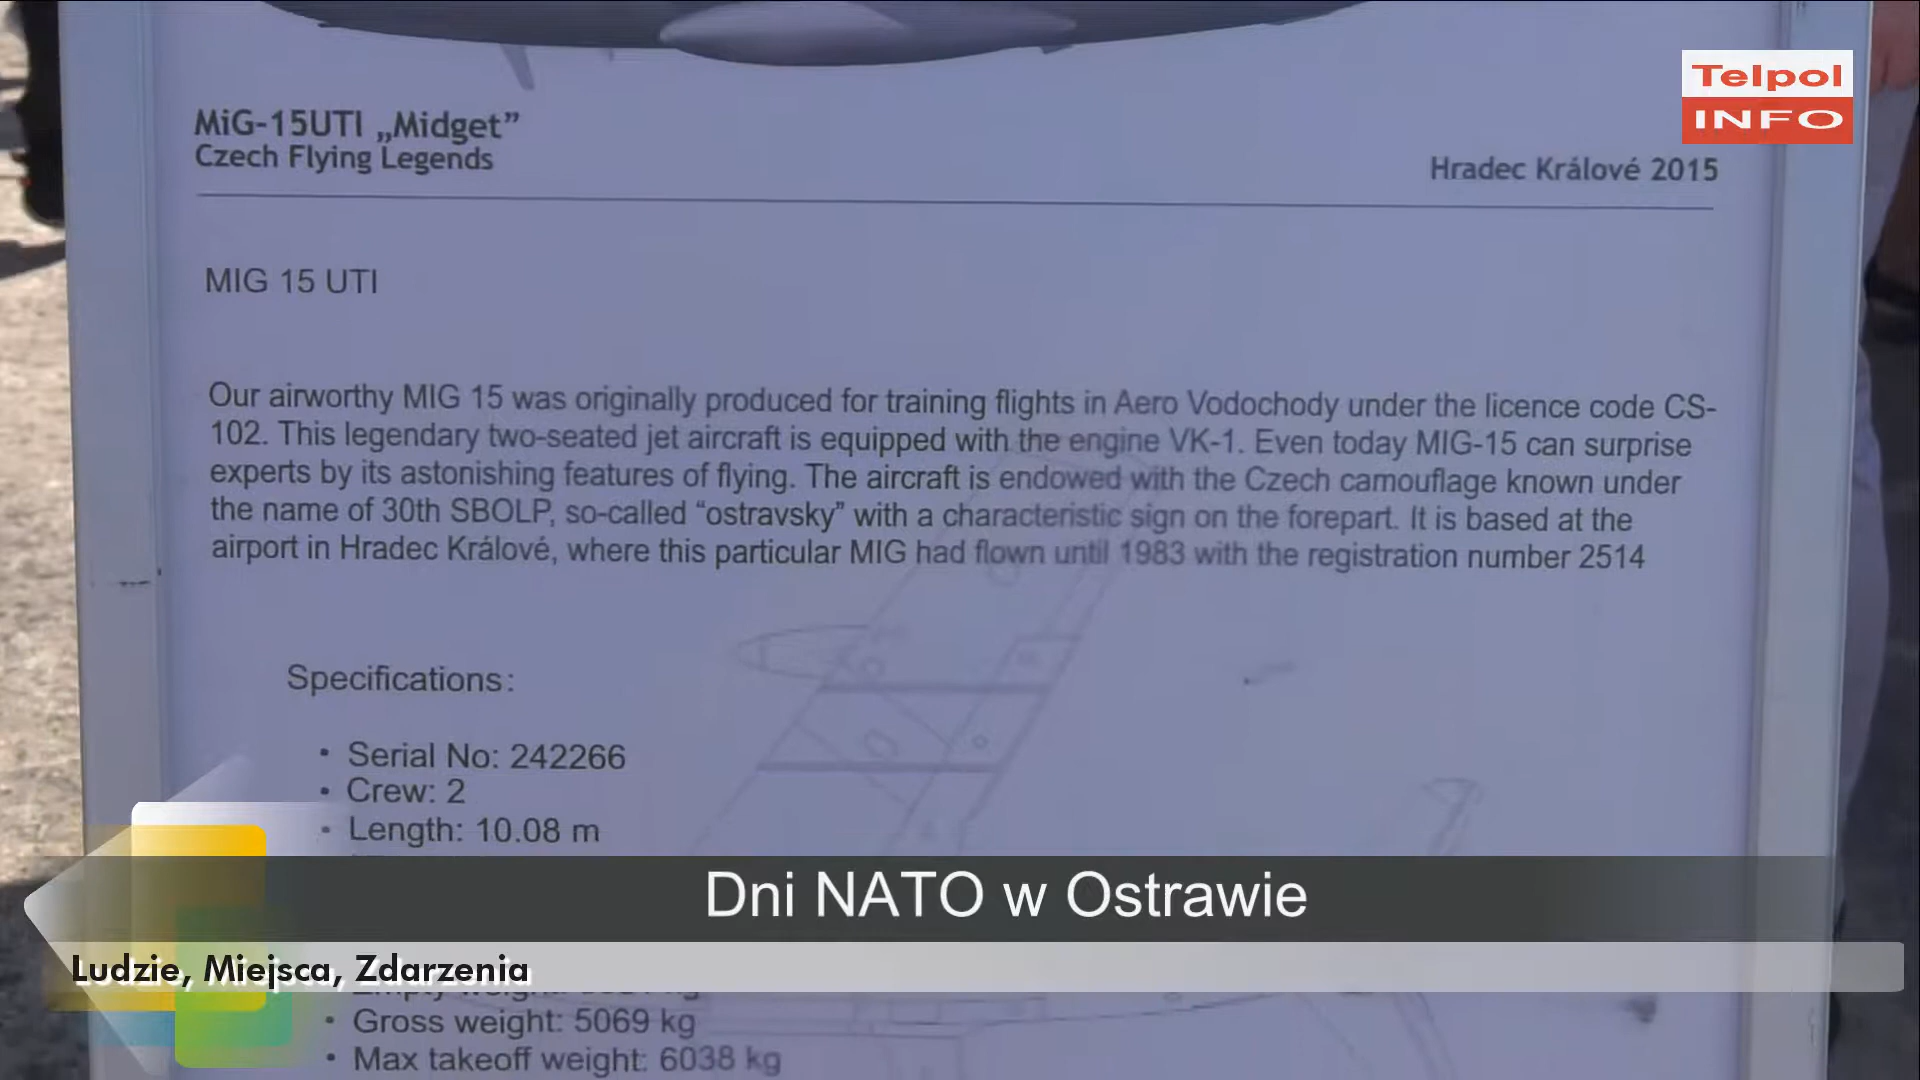 Telpol
INFO
MiG-15UTI „Midget”
Czech Flying Legends
Hradec Králové 2015
MIG 15 UTI
Our airworthy MIG 15 was originally produced for training flights in Aero Vodochody under the licence code CS-
102. This legendary two-seated jet aircraft is equipped with the engine VK-1. Even today MIG-15 can surprise
experts by its astonishing features of flying. The aircraft is endowed with the Czech camouflage known under
the name of 30th SBOLP, so-called “ostravsky” with a characteristic sign on the forepart. It is based at the
airport in Hradec Králové, where this particular MIG had flown until 1983 with the registration number 2514
Specifications:
• Serial No: 242266
• Crew: 2
• Length: 10.08 m
Dni NATO w Ostrawie
Ludzie, Miejsca, Zdarzenia
• Gross weight: 5069 kg
• Max takeoff weight: 6038 kg